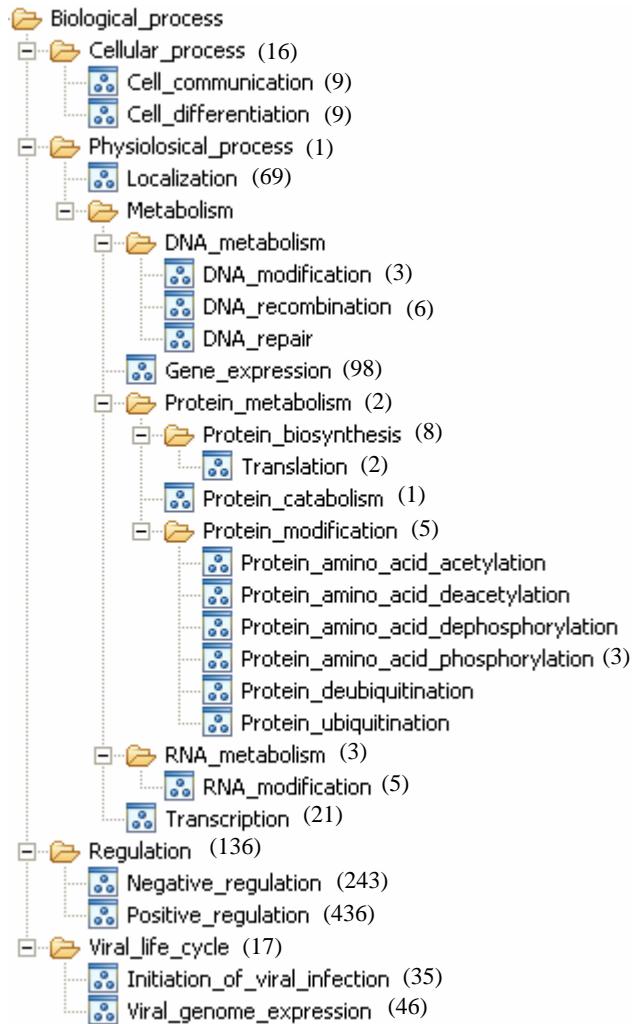 Biological_process
Cellular_process (16)
Cell_communication (9)
Cell_differentiation (9)
Physiolosical_process (1)
Localization (69)
Metabolism
DNA_metabolism
DNA_modification (3)
DNA_recombination (6)
DNA_repair
Gene_expression (98)
Protein_metabolism (2)
Protein_biosynthesis (8)
Translation (2)
Protein_catabolism (1)
Protein_modification (5)
Protein_amino_acid_acetylation
Protein_amino_acid_deacetylation
Protein_amino_acid_dephosphorylation
Protein_amino_acid_phosphorylation (3)
Protein_deubiquitination
Protein_ubiquitination
RNA_metabolism (3)
RNA_modification (5)
Transcription (21)
Regulation (136)
Negative_regulation (243)
Positive_regulation (436)
Viral_life_cycle (17)
Initiation_of_viral_infection (35)
Viral_genome_expression (46)